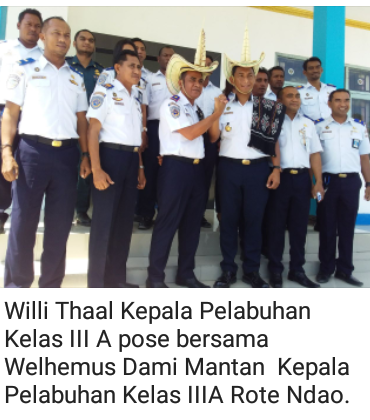 Willi Thaal Kepala Pelabuhan
Kelas III A pose bersama
Welhemus Dami Mantan  Kepala
Pelabuhan Kelas IIIA Rote Ndao.